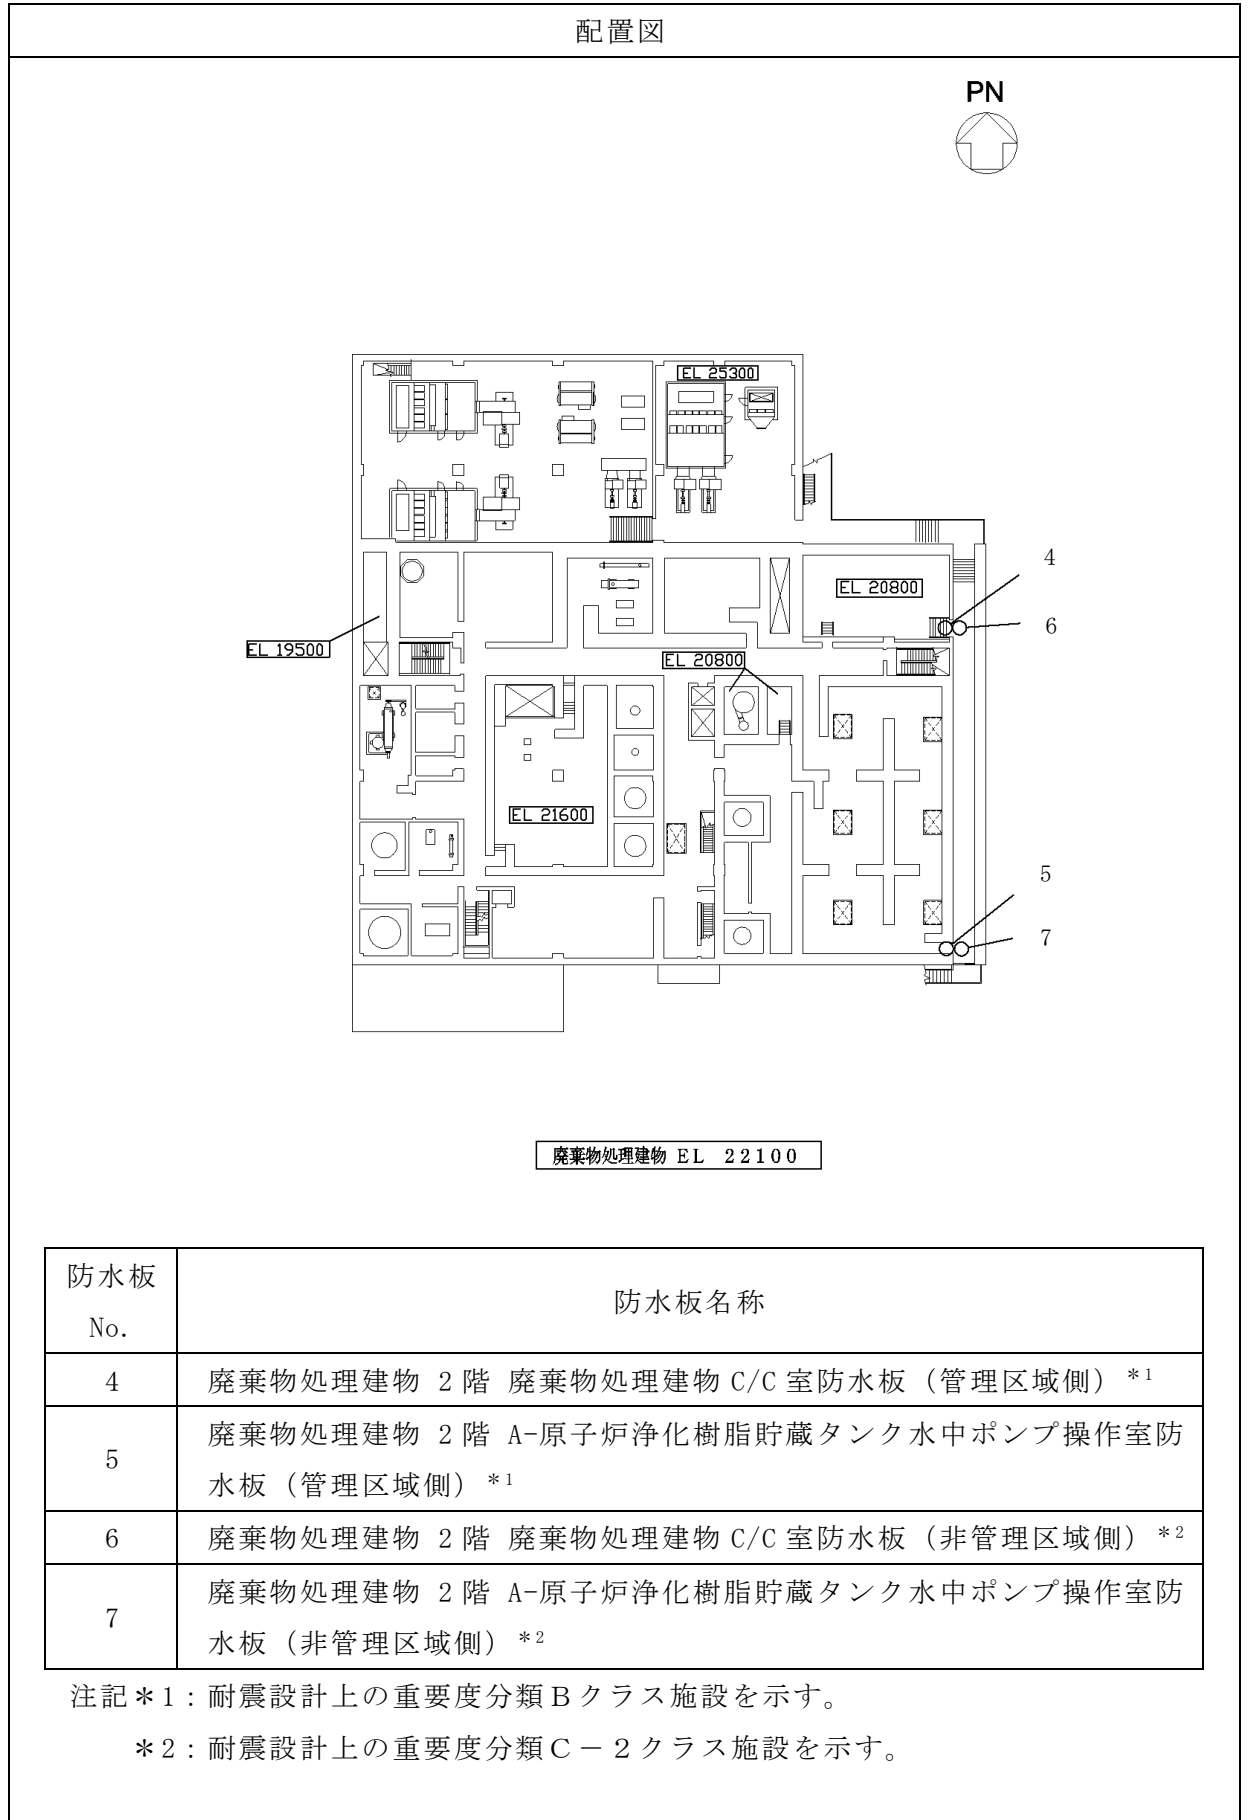 配置図
PN
EL 25300
4
EL 20800
6
EL 19500
EL 20800
EL 21600
5
7
廃棄物処理建物 EL 22100
防水板
No.
防水板名称
4
廃棄物処理建物 2階 廃棄物処理建物 C/C 室防水板（管理区域側）*1
5
廃棄物処理建物 2階 A-原子炉浄化樹脂貯蔵タンク水中ポンプ操作室防
水板（管理区域側）*1
6
廃棄物処理建物 2階 廃棄物処理建物 C/C 室防水板（非管理区域側）*2
7
廃棄物処理建物 2階 A-原子炉浄化樹脂貯蔵タンク水中ポンプ操作室防
水板（非管理区域側）*2
注記＊1：耐震設計上の重要度分類Ｂクラス施設を示す。
＊2：耐震設計上の重要度分類Ｃ－２クラス施設を示す。